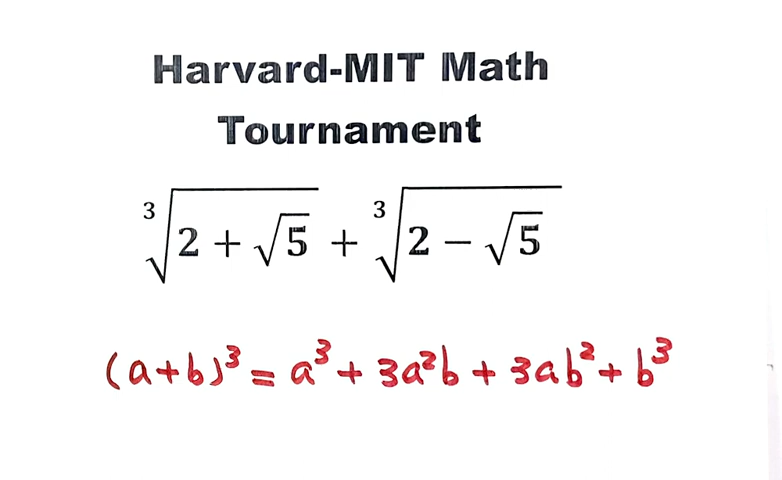 Harvard-MIT Math
Tournament
∛(2 + √5) + ∛(2 − √5)
(a+b)³ = a³ + 3a²b + 3ab² + b³